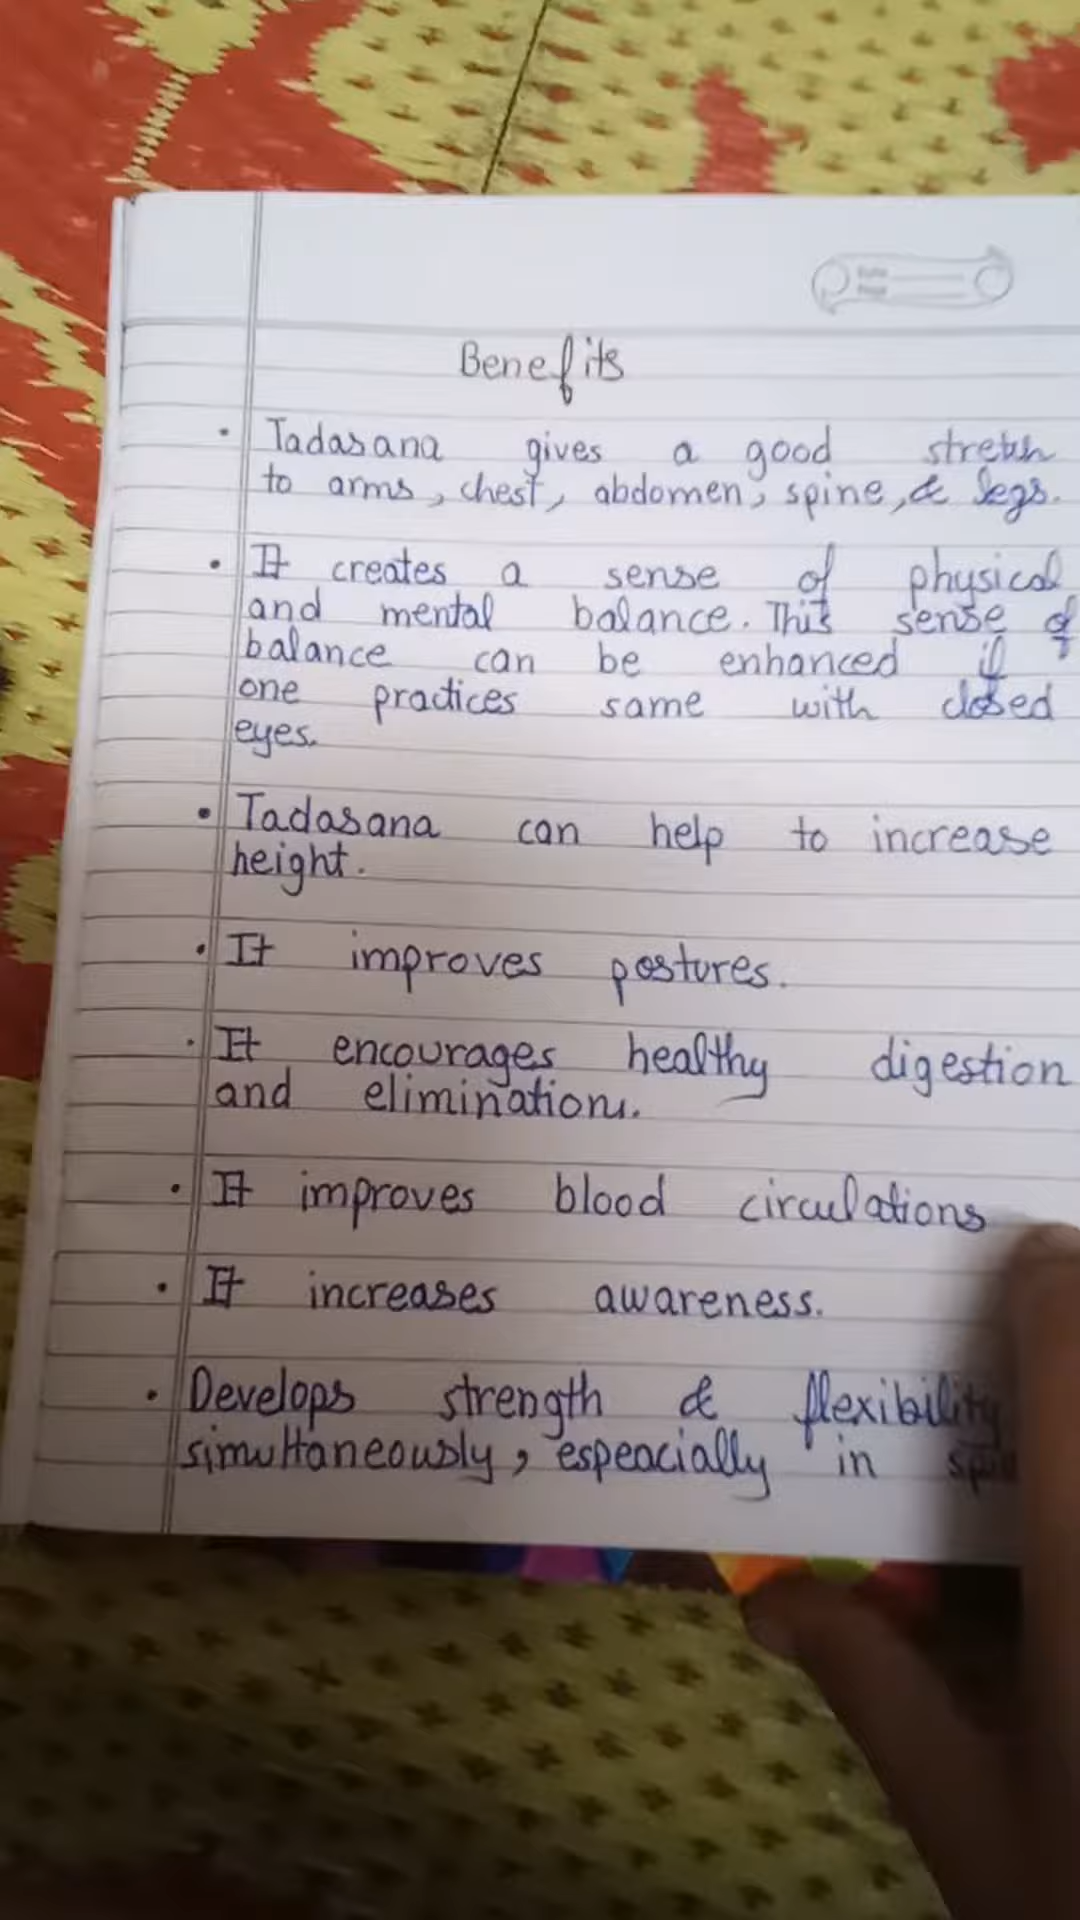 Benefits
• Tadasana gives a good stretch
to arms, chest, abdomen, spine, & legs.
• It creates a sense of physical
and mental balance. This sense of
balance can be enhanced if
one practices same with closed
eyes.
• Tadasana can help to increase
height.
• It improves postures.
• It encourages healthy digestion
and elimination.
• It improves blood circulations
• It increases awareness.
• Develops strength & flexibility
simultaneously, espeacially in